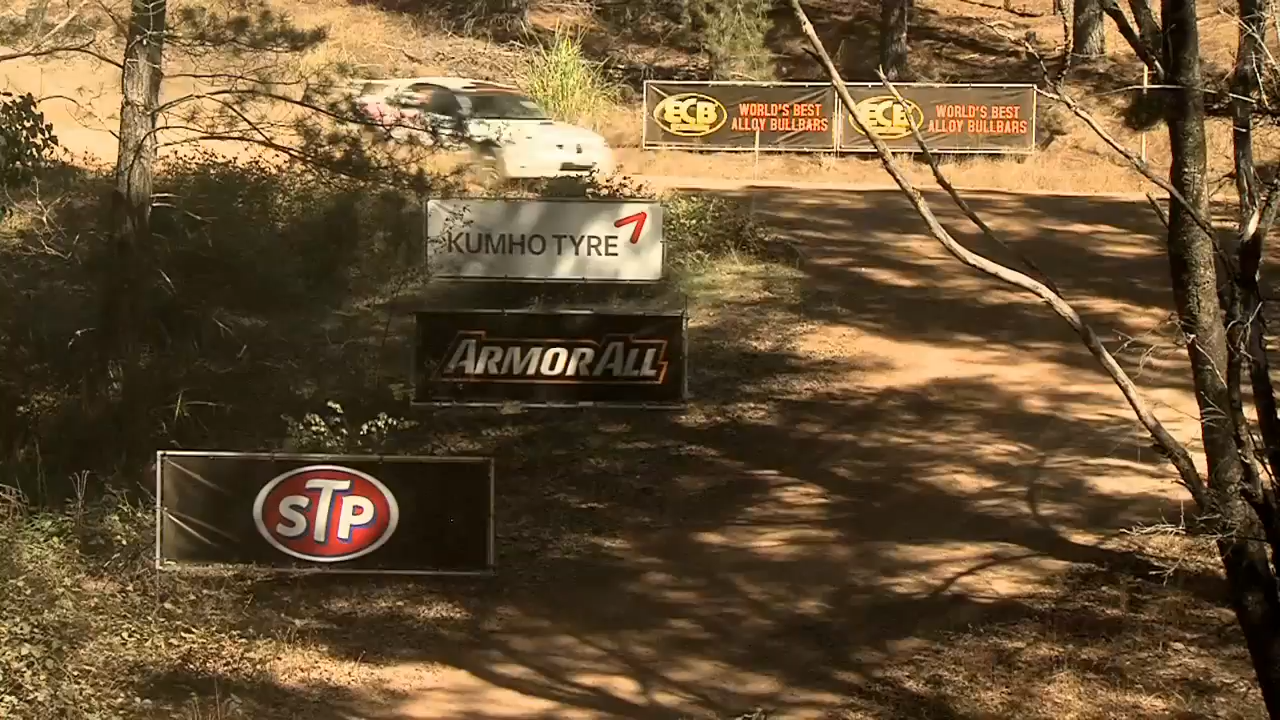 ECB
WORLD'S BEST
ALLOY BULLBARS
ECB
WORLD'S BEST
ALLOY BULLBARS
KUMHO TYRE
ARMORALL
STP